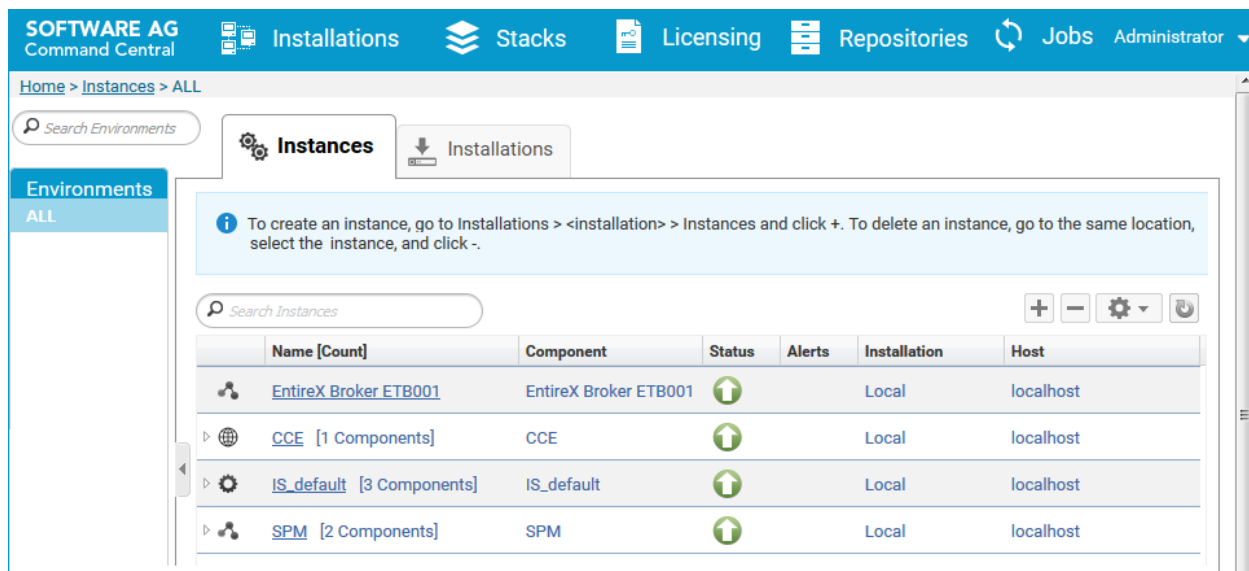 SOFTWARE AG
Command Central
Installations Stacks Licensing Repositories Jobs Administrator
Home > Instances > ALL
Search Environments
Instances Installations
Environments
ALL
To create an instance, go to Installations > <installation> > Instances and click +. To delete an instance, go to the same location,
select the instance, and click -.
Search Instances
Name [Count] Component Status Alerts Installation Host
EntireX Broker ETB001 EntireX Broker ETB001 Local localhost
CCE [1 Components] CCE Local localhost
IS_default [3 Components] IS_default Local localhost
SPM [2 Components] SPM Local localhost